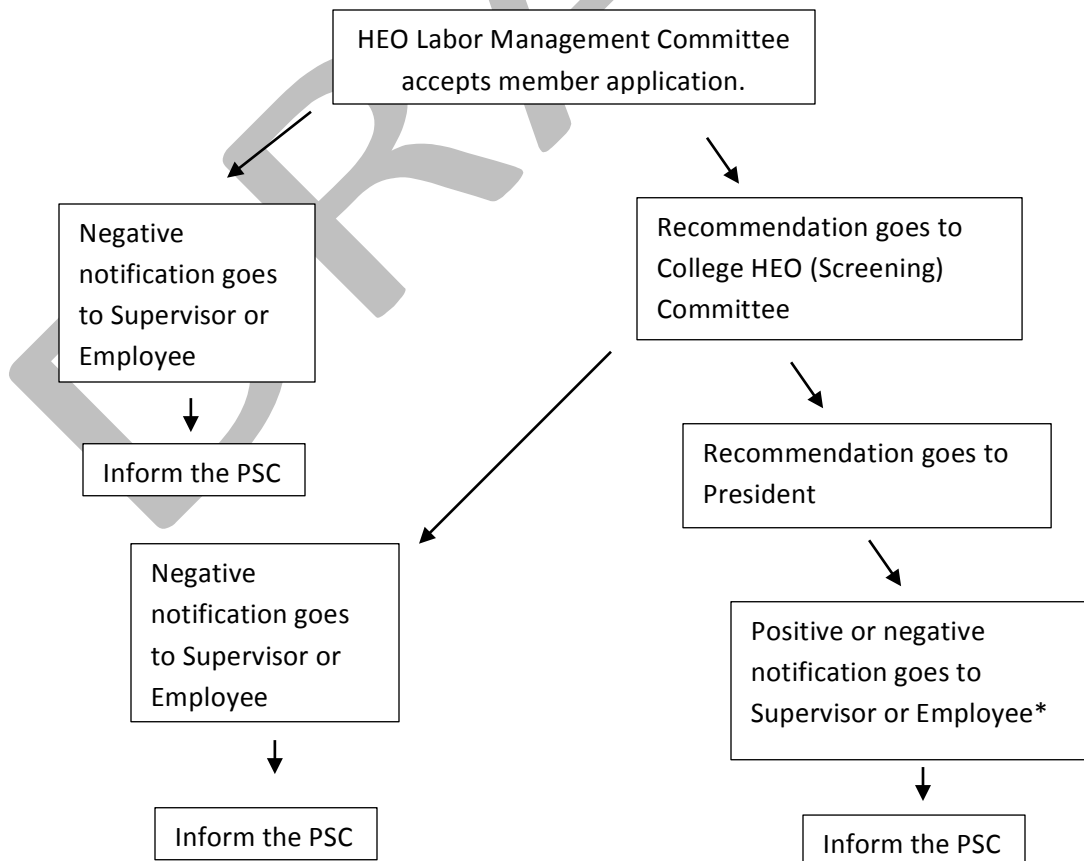 HEO Labor Management Committee
accepts member application.
Negative
notification goes
to Supervisor or
Employee
Recommendation goes to
College HEO (Screening)
Committee
Inform the PSC
Recommendation goes to
President
Negative
notification goes
to Supervisor or
Employee
Positive or negative
notification goes to
Supervisor or Employee*
Inform the PSC
Inform the PSC